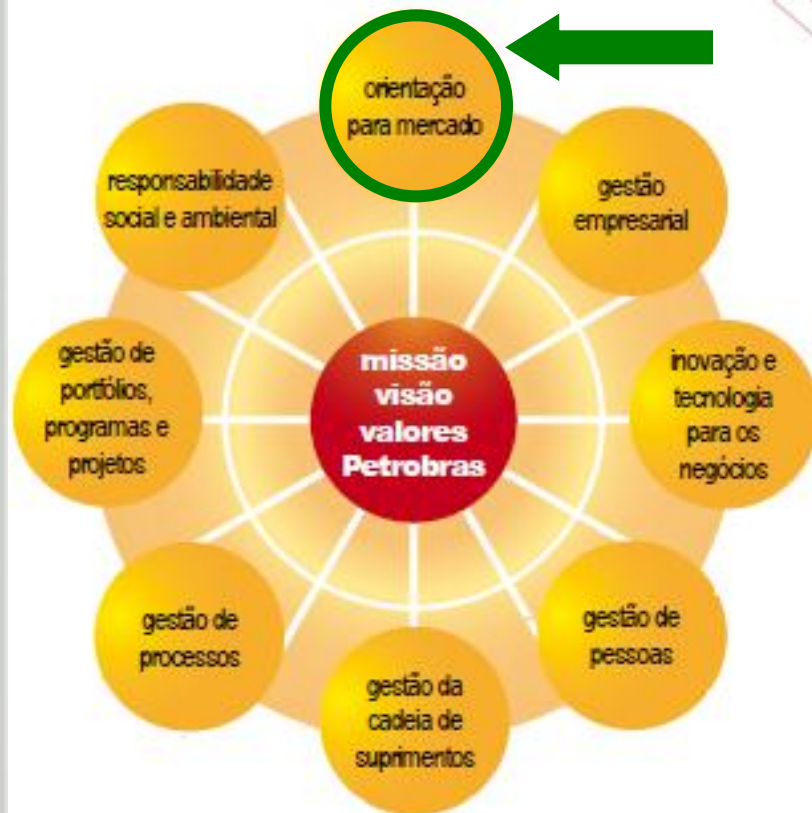 orientação
para mercado
gestão
empresarial
inovação e
tecnologia
para os
negócios
gestão de
pessoas
gestão da
cadeia de
suprimentos
gestão de
processos
gestão de
portfólios,
programas e
projetos
responsabilidade
social e ambiental
missão
visão
valores
Petrobras